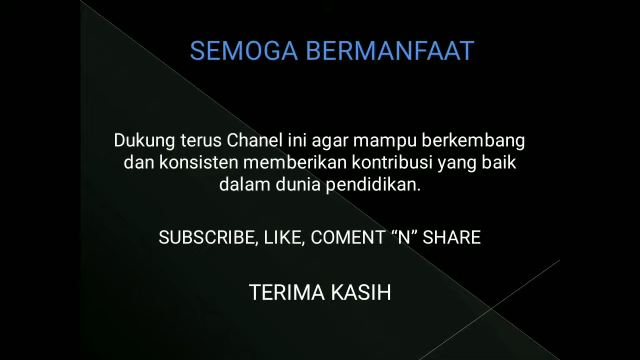 SEMOGA BERMANFAAT
Dukung terus Chanel ini agar mampu berkembang
dan konsisten memberikan kontribusi yang baik
dalam dunia pendidikan.
SUBSCRIBE, LIKE, COMENT “N” SHARE
TERIMA KASIH